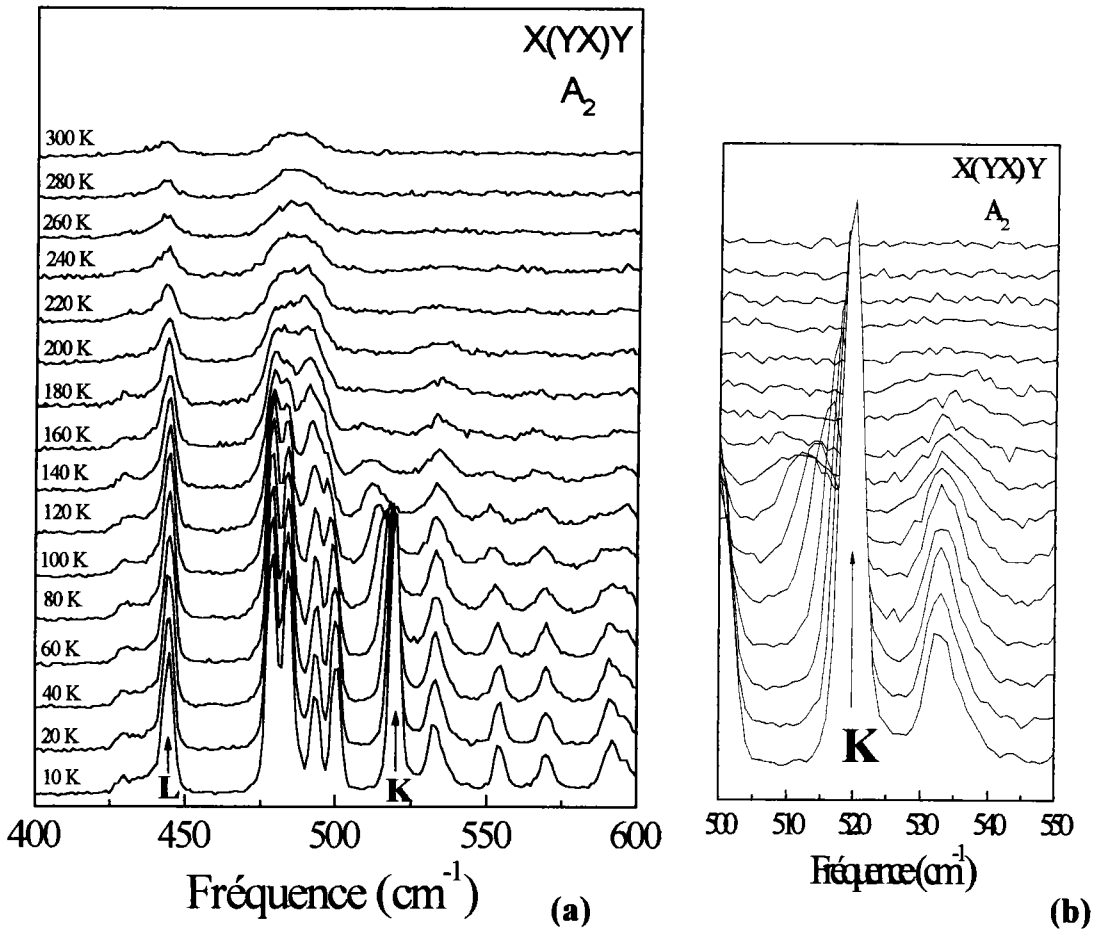 X(YX)Y
A₂
300 K
280 K
260 K
240 K
220 K
200 K
180 K
160 K
140 K
120 K
100 K
80 K
60 K
40 K
20 K
10 K
L
K
400 450 500 550 600
Fréquence (cm⁻¹)
(a)
X(YX)Y
A₂
K
500 510 520 530 540 550
Fréquence (cm⁻¹)
(b)